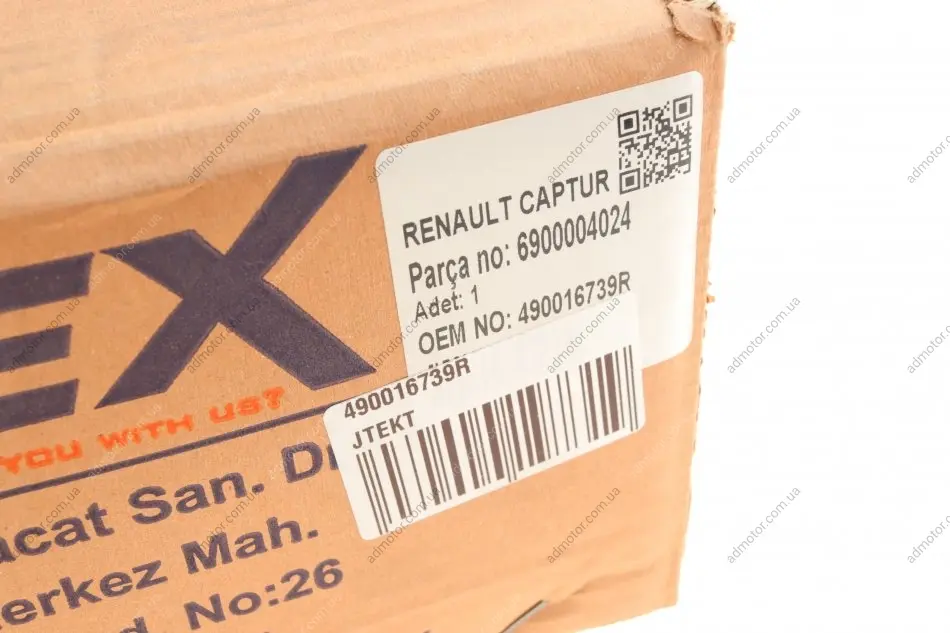 RENAULT CAPTUR
Parça no: 6900004024
Adet: 1
OEM NO: 490016739R
490016739R
JTEKT
EX
YOU WITH US?
acat San. D
erkez Mah.
d. No:26
admotor.com.ua